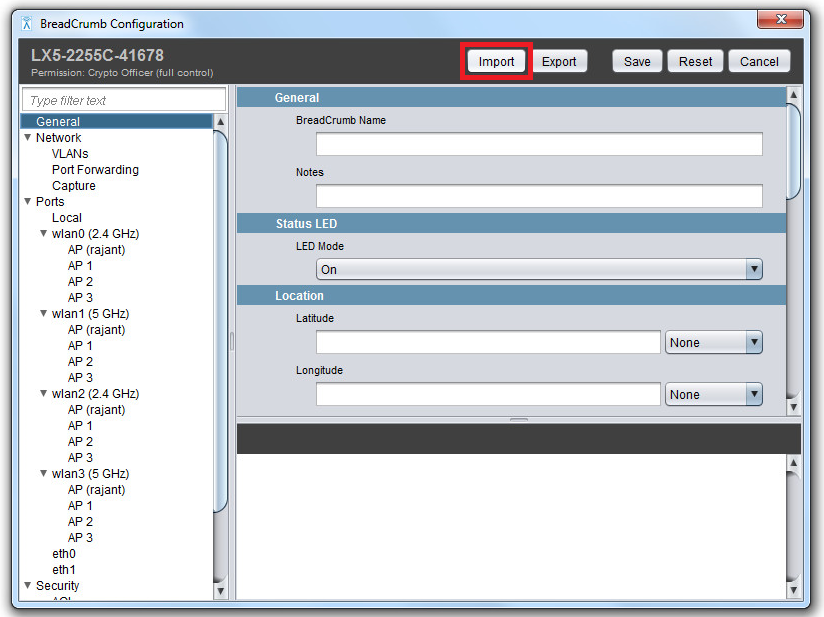 BreadCrumb Configuration
LX5-2255C-41678
Permission: Crypto Officer (full control)
Import
Export
Save
Reset
Cancel
Type filter text
General
Network
VLANs
Port Forwarding
Capture
Ports
Local
wlan0 (2.4 GHz)
AP (rajant)
AP 1
AP 2
AP 3
wlan1 (5 GHz)
AP (rajant)
AP 1
AP 2
AP 3
wlan2 (2.4 GHz)
AP (rajant)
AP 1
AP 2
AP 3
wlan3 (5 GHz)
AP (rajant)
AP 1
AP 2
AP 3
eth0
eth1
Security
General
BreadCrumb Name
Notes
Status LED
LED Mode
On
Location
Latitude
None
Longitude
None